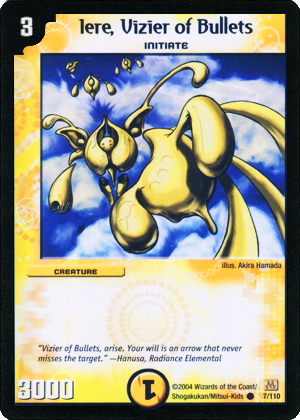 3
Iere, Vizier of Bullets
INITIATE
illus. Akira Hamada
CREATURE
"Vizier of Bullets, arise. Your will is an arrow that never
misses the target." —Hanusa, Radiance Elemental
3000
1
©2004 Wizards of the Coast/
Shogakukan/Mitsui-Kids
7/110